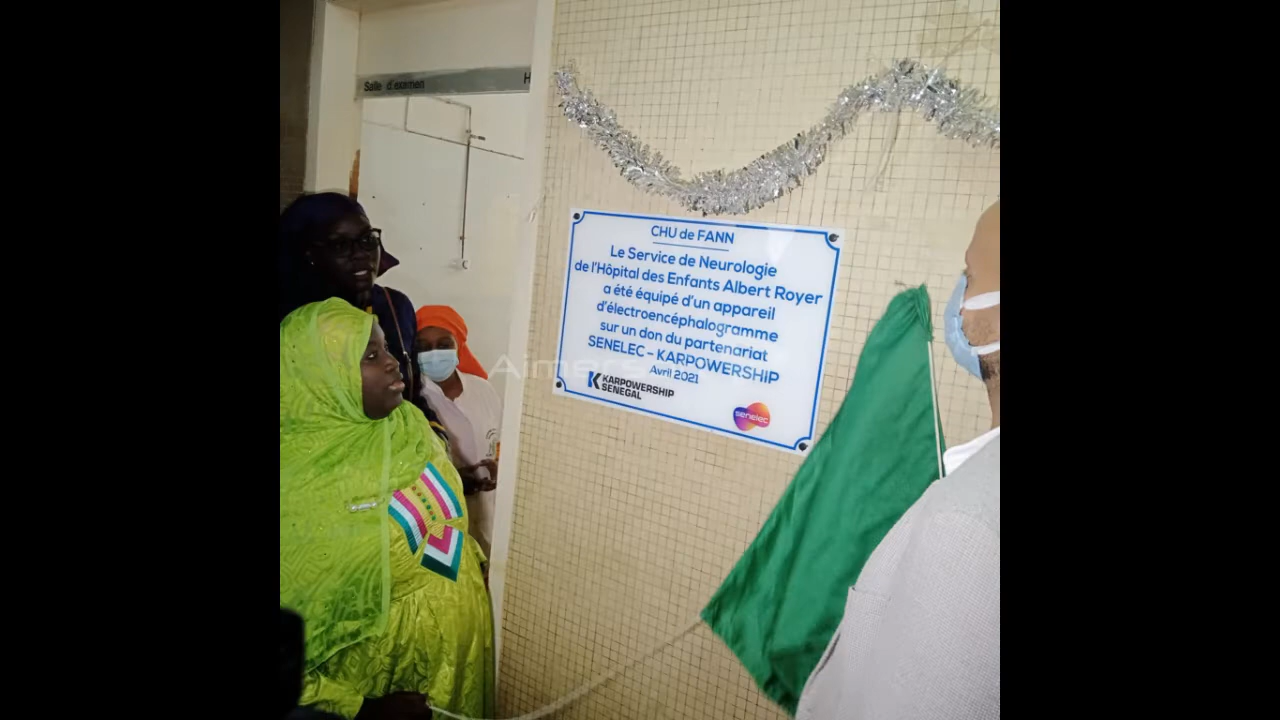 Salle d'examen
H
CHU de FANN
Le Service de Neurologie
de l'Hôpital des Enfants Albert Royer
a été équipé d'un appareil
d'électroencéphalogramme
sur un don du partenariat
SENELEC – KARPOWERSHIP
Avril 2021
KARPOWERSHIP
SENEGAL
senelec